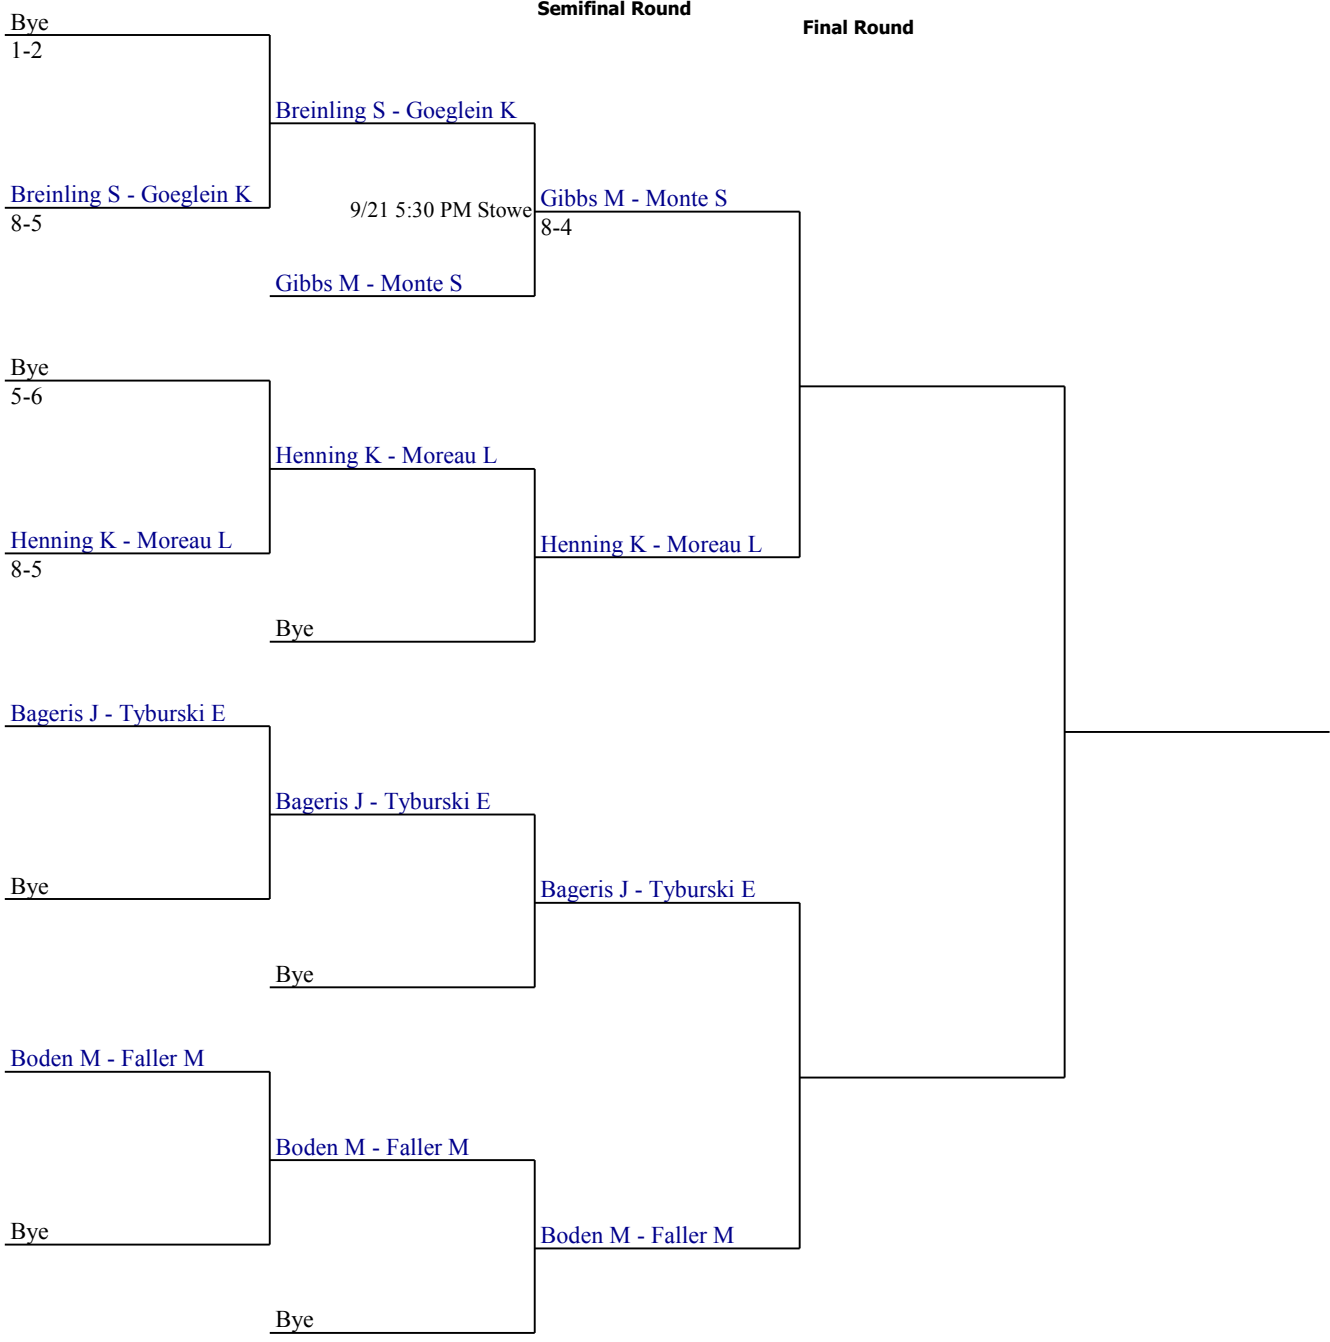 Semifinal Round
Final Round
Bye
1-2
Breinling S - Goeglein K
Breinling S - Goeglein K
8-5
9/21 5:30 PM Stowe
Gibbs M - Monte S
8-4
Gibbs M - Monte S
Bye
5-6
Henning K - Moreau L
Henning K - Moreau L
8-5
Henning K - Moreau L
Bye
Bageris J - Tyburski E
Bageris J - Tyburski E
Bye
Bageris J - Tyburski E
Bye
Boden M - Faller M
Boden M - Faller M
Bye
Boden M - Faller M
Bye